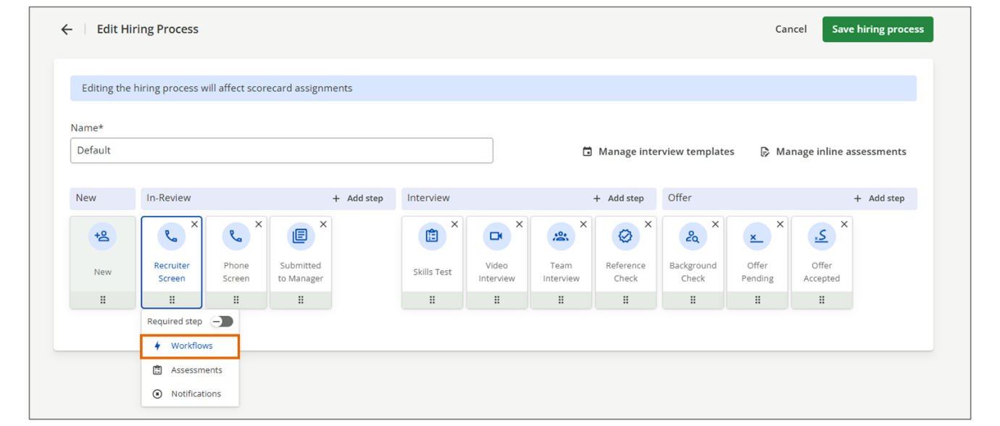 Edit Hiring Process
Cancel
Save hiring process
Editing the hiring process will affect scorecard assignments
Name*
Default
Manage interview templates
Manage inline assessments
New
In-Review
+ Add step
Interview
+ Add step
Offer
+ Add step
New
Recruiter
Screen
Phone
Screen
Submitted
to Manager
Skills Test
Video
Interview
Team
Interview
Reference
Check
Background
Check
Offer
Pending
Offer
Accepted
Required step
Workflows
Assessments
Notifications